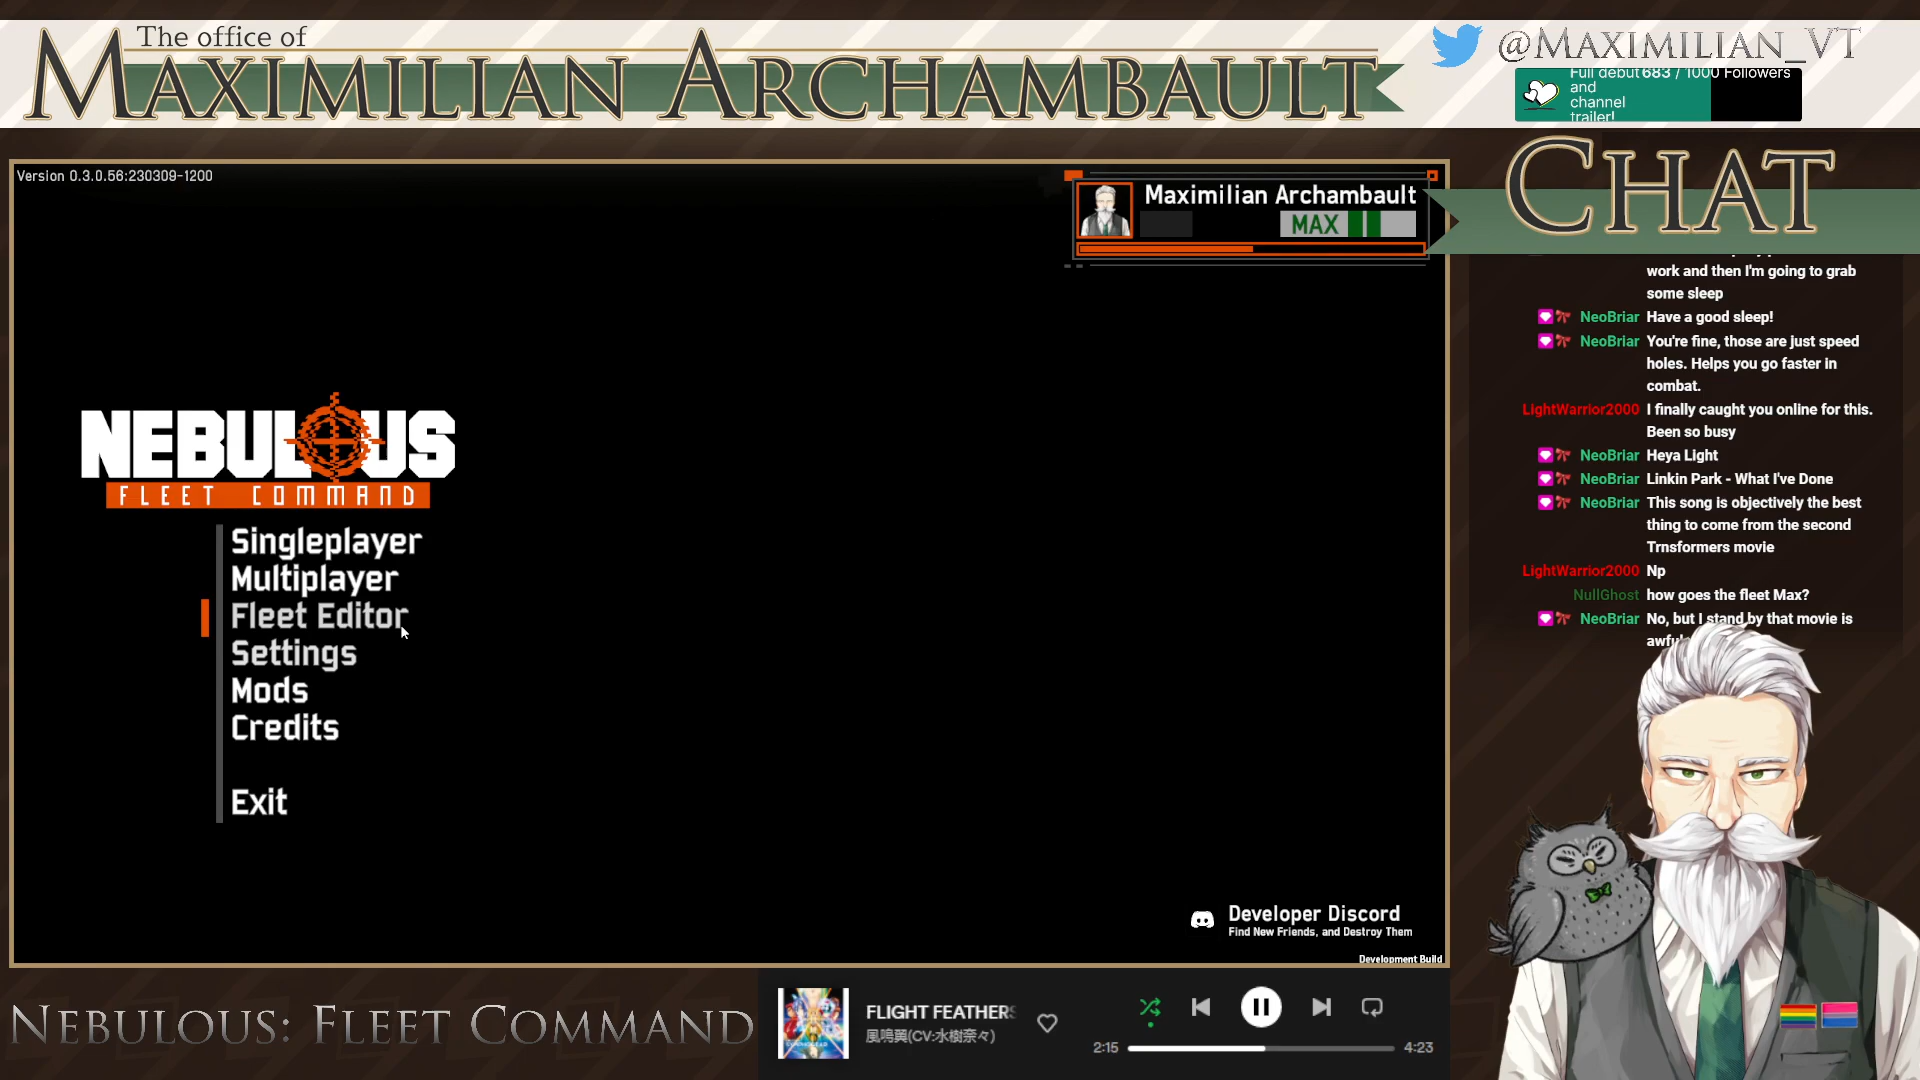 The office of
MAXIMILIAN ARCHAMBAULT
@MAXIMILIAN_VT
Full debut 683 / 1000 Followers
and
channel
trailer!
CHAT
Version 0.3.0.56:230309-1200
Maximilian Archambault
MAX
NEBULOUS
FLEET COMMAND
Singleplayer
Multiplayer
Fleet Editor
Settings
Mods
Credits
Exit
Developer Discord
Find New Friends, and Destroy Them
Development Build
work and then I'm going to grab
some sleep
NeoBriar Have a good sleep!
NeoBriar You're fine, those are just speed
holes. Helps you go faster in
combat.
LightWarrior2000 I finally caught you online for this.
Been so busy
NeoBriar Heya Light
NeoBriar Linkin Park - What I've Done
NeoBriar This song is objectively the best
thing to come from the second
Trnsformers movie
LightWarrior2000 Np
NullGhost how goes the fleet Max?
NeoBriar No, but I stand by that movie is
NEBULOUS: FLEET COMMAND
FLIGHT FEATHERS
風鳴翼(CV:水樹奈々)
2:15
4:23